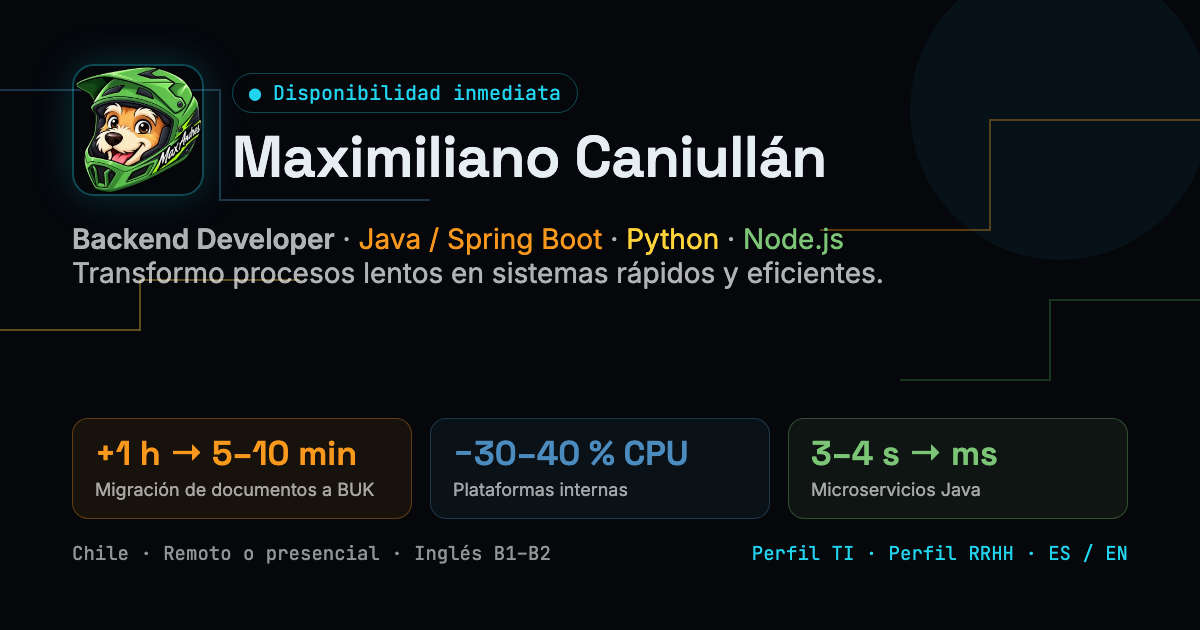 Max Andres
Disponibilidad inmediata
Maximiliano Caniullán
Backend Developer · Java / Spring Boot · Python · Node.js
Transformo procesos lentos en sistemas rápidos y eficientes.
+1 h → 5–10 min
Migración de documentos a BUK
−30–40 % CPU
Plataformas internas
3–4 s → ms
Microservicios Java
Chile · Remoto o presencial · Inglés B1–B2
Perfil TI · Perfil RRHH · ES / EN